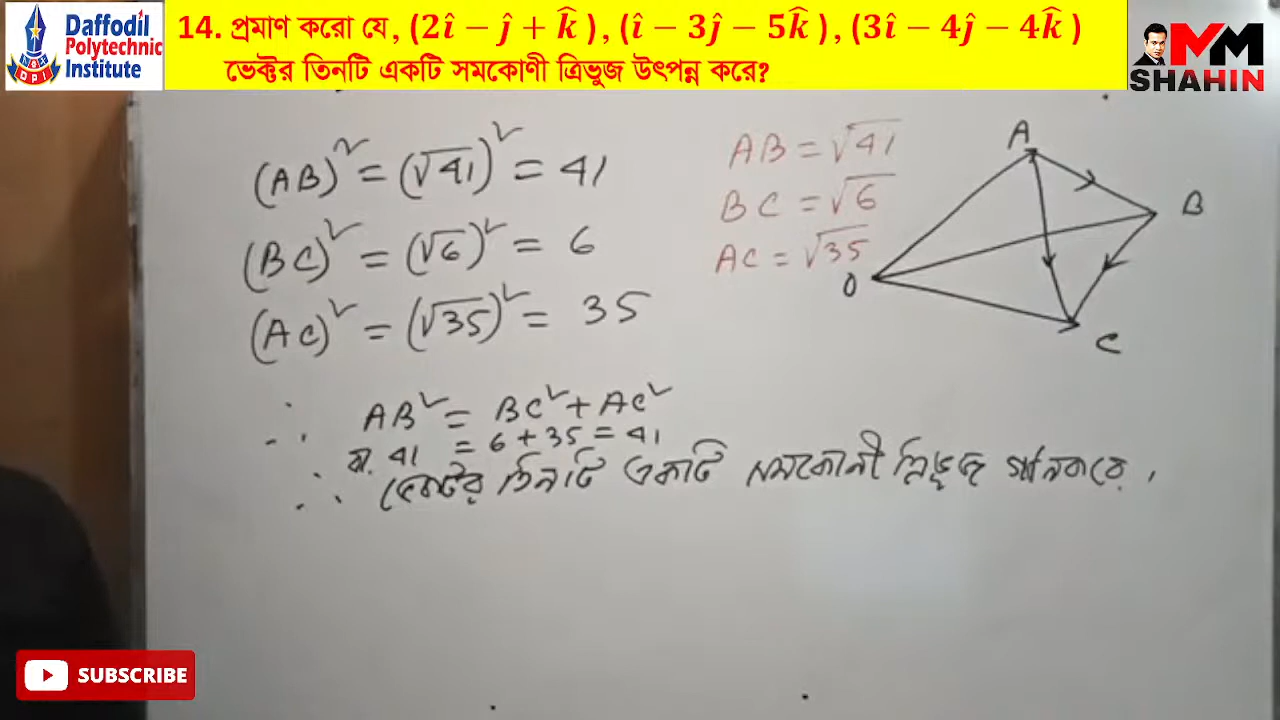 Daffodil
Polytechnic
Institute
DPI
14. প্রমাণ করো যে, (2î − ĵ + k̂), (î − 3ĵ − 5k̂), (3î − 4ĵ − 4k̂)
ভেক্টর তিনটি একটি সমকোণী ত্রিভুজ উৎপন্ন করে?
MM
SHAHIN
(AB)² = (√41)² = 41
(BC)² = (√6)² = 6
(AC)² = (√35)² = 35
AB = √41
BC = √6
AC = √35
A
B
O
C
∴ AB² = BC² + AC²
বা, 41 = 6 + 35 = 41
∴ ভেক্টর তিনটি একটি সমকোনী ত্রিভুজ করে।
SUBSCRIBE